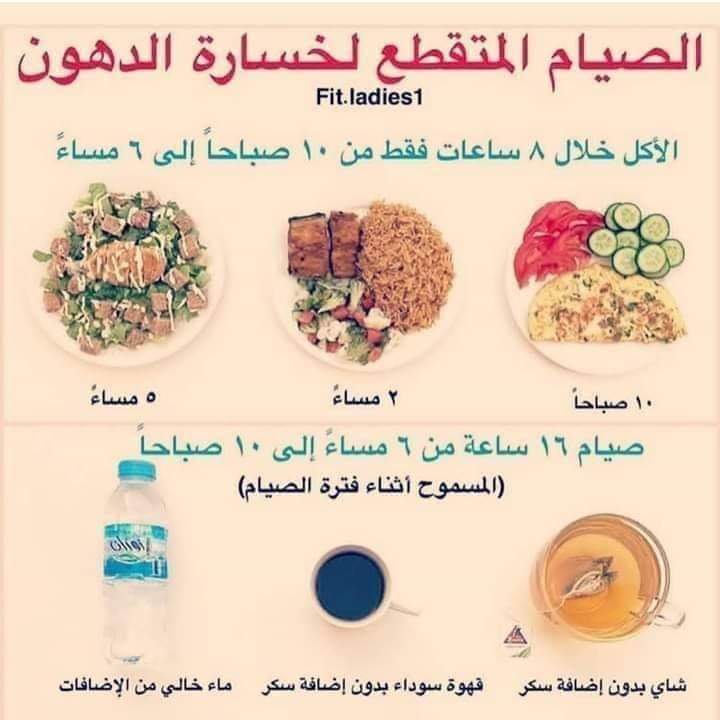 الصيام المتقطع لخسارة الدهون
Fit.ladies1
الأكل خلال ٨ ساعات فقط من ١٠ صباحاً إلى ٦ مساءً
١٠ صباحاً
٢ مساءً
٥ مساءً
صيام ١٦ ساعة من ٦ مساءً إلى ١٠ صباحاً
(المسموح أثناء فترة الصيام)
شاي بدون إضافة سكر
قهوة سوداء بدون إضافة سكر
ماء خالي من الإضافات